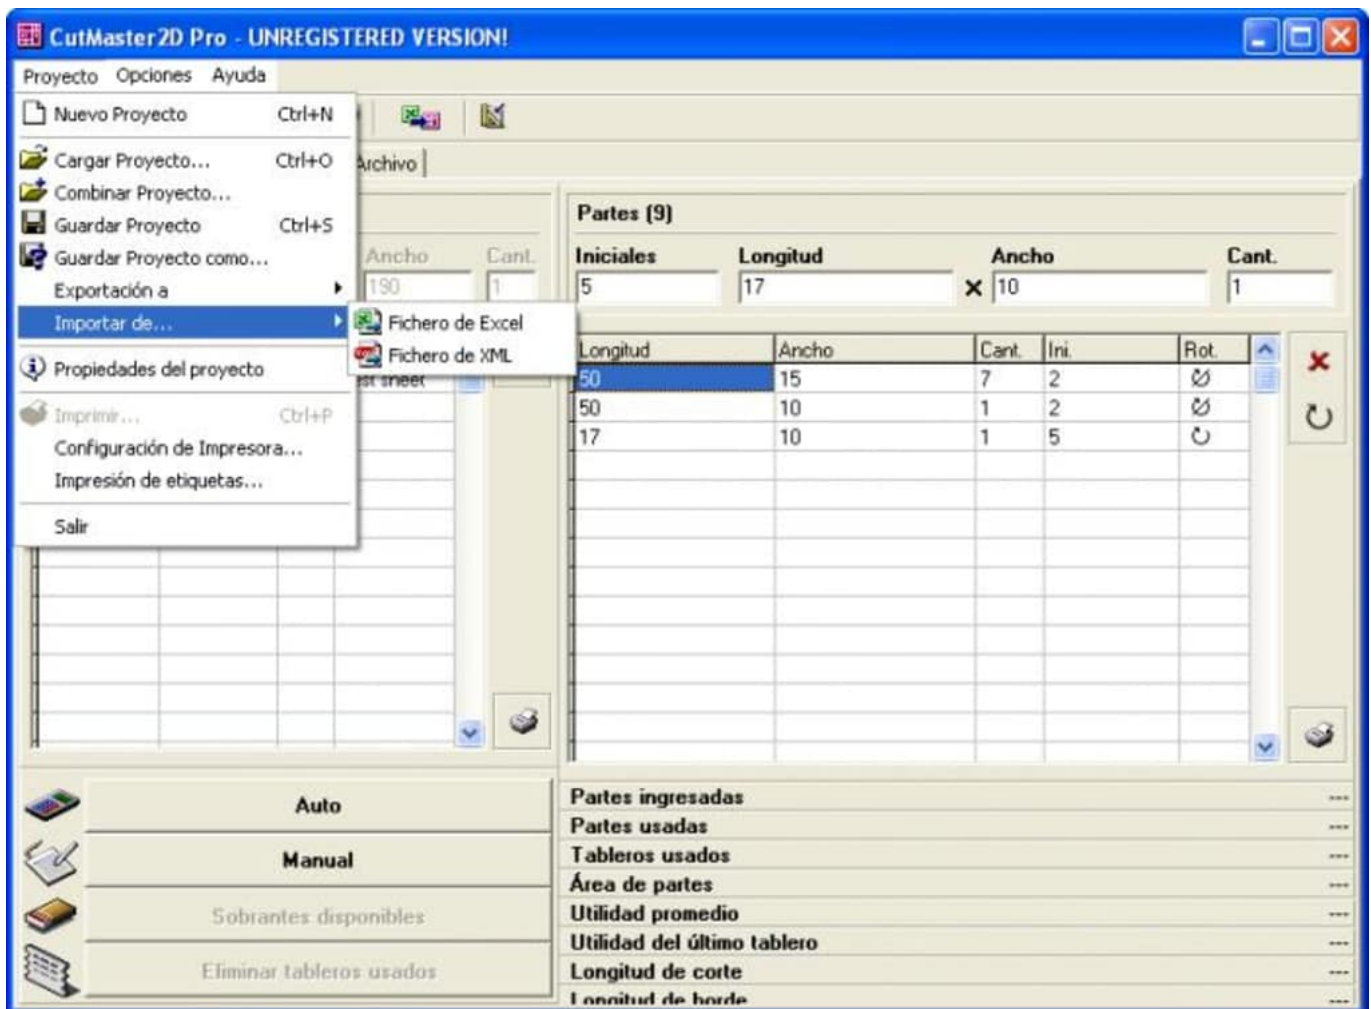 CutMaster2D Pro - UNREGISTERED VERSION!
Proyecto Opciones Ayuda
Nuevo Proyecto Ctrl+N
Cargar Proyecto... Ctrl+O
Combinar Proyecto...
Guardar Proyecto Ctrl+S
Guardar Proyecto como...
Exportación a
Importar de...
Propiedades del proyecto
Imprimir... Ctrl+P
Configuración de Impresora...
Impresión de etiquetas...
Salir
Fichero de Excel
Fichero de XML
Archivo
Ancho Cant.
190 1
sheet
Partes (9)
Iniciales Longitud Ancho Cant.
5 17 × 10 1
Longitud Ancho Cant. Ini. Rot.
50 15 7 2
50 10 1 2
17 10 1 5
Auto
Manual
Sobrantes disponibles
Eliminar tableros usados
Partes ingresadas ---
Partes usadas ---
Tableros usados ---
Área de partes ---
Utilidad promedio ---
Utilidad del último tablero ---
Longitud de corte ---
Longitud de borde ---